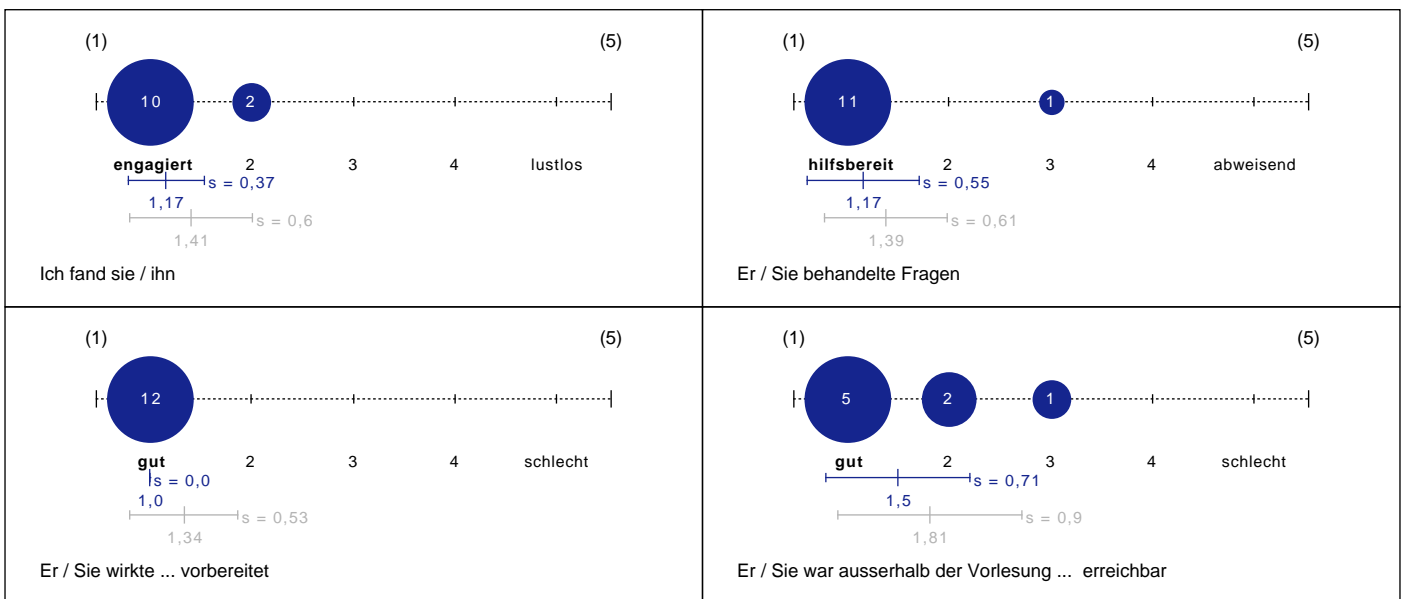 (1) (5)
10 2
engagiert 2 3 4 lustlos
s = 0,37
1,17
s = 0,6
1,41
Ich fand sie / ihn
(1) (5)
11 1
hilfsbereit 2 3 4 abweisend
s = 0,55
1,17
s = 0,61
1,39
Er / Sie behandelte Fragen
(1) (5)
12
gut 2 3 4 schlecht
s = 0,0
1,0
s = 0,53
1,34
Er / Sie wirkte ... vorbereitet
(1) (5)
5 2 1
gut 2 3 4 schlecht
s = 0,71
1,5
s = 0,9
1,81
Er / Sie war ausserhalb der Vorlesung ... erreichbar